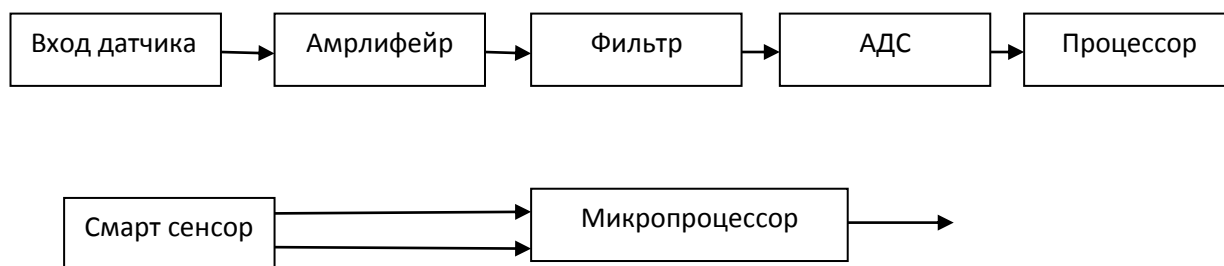 Вход датчика
Амрлифейр
Фильтр
АДС
Процессор
Смарт сенсор
Микропроцессор